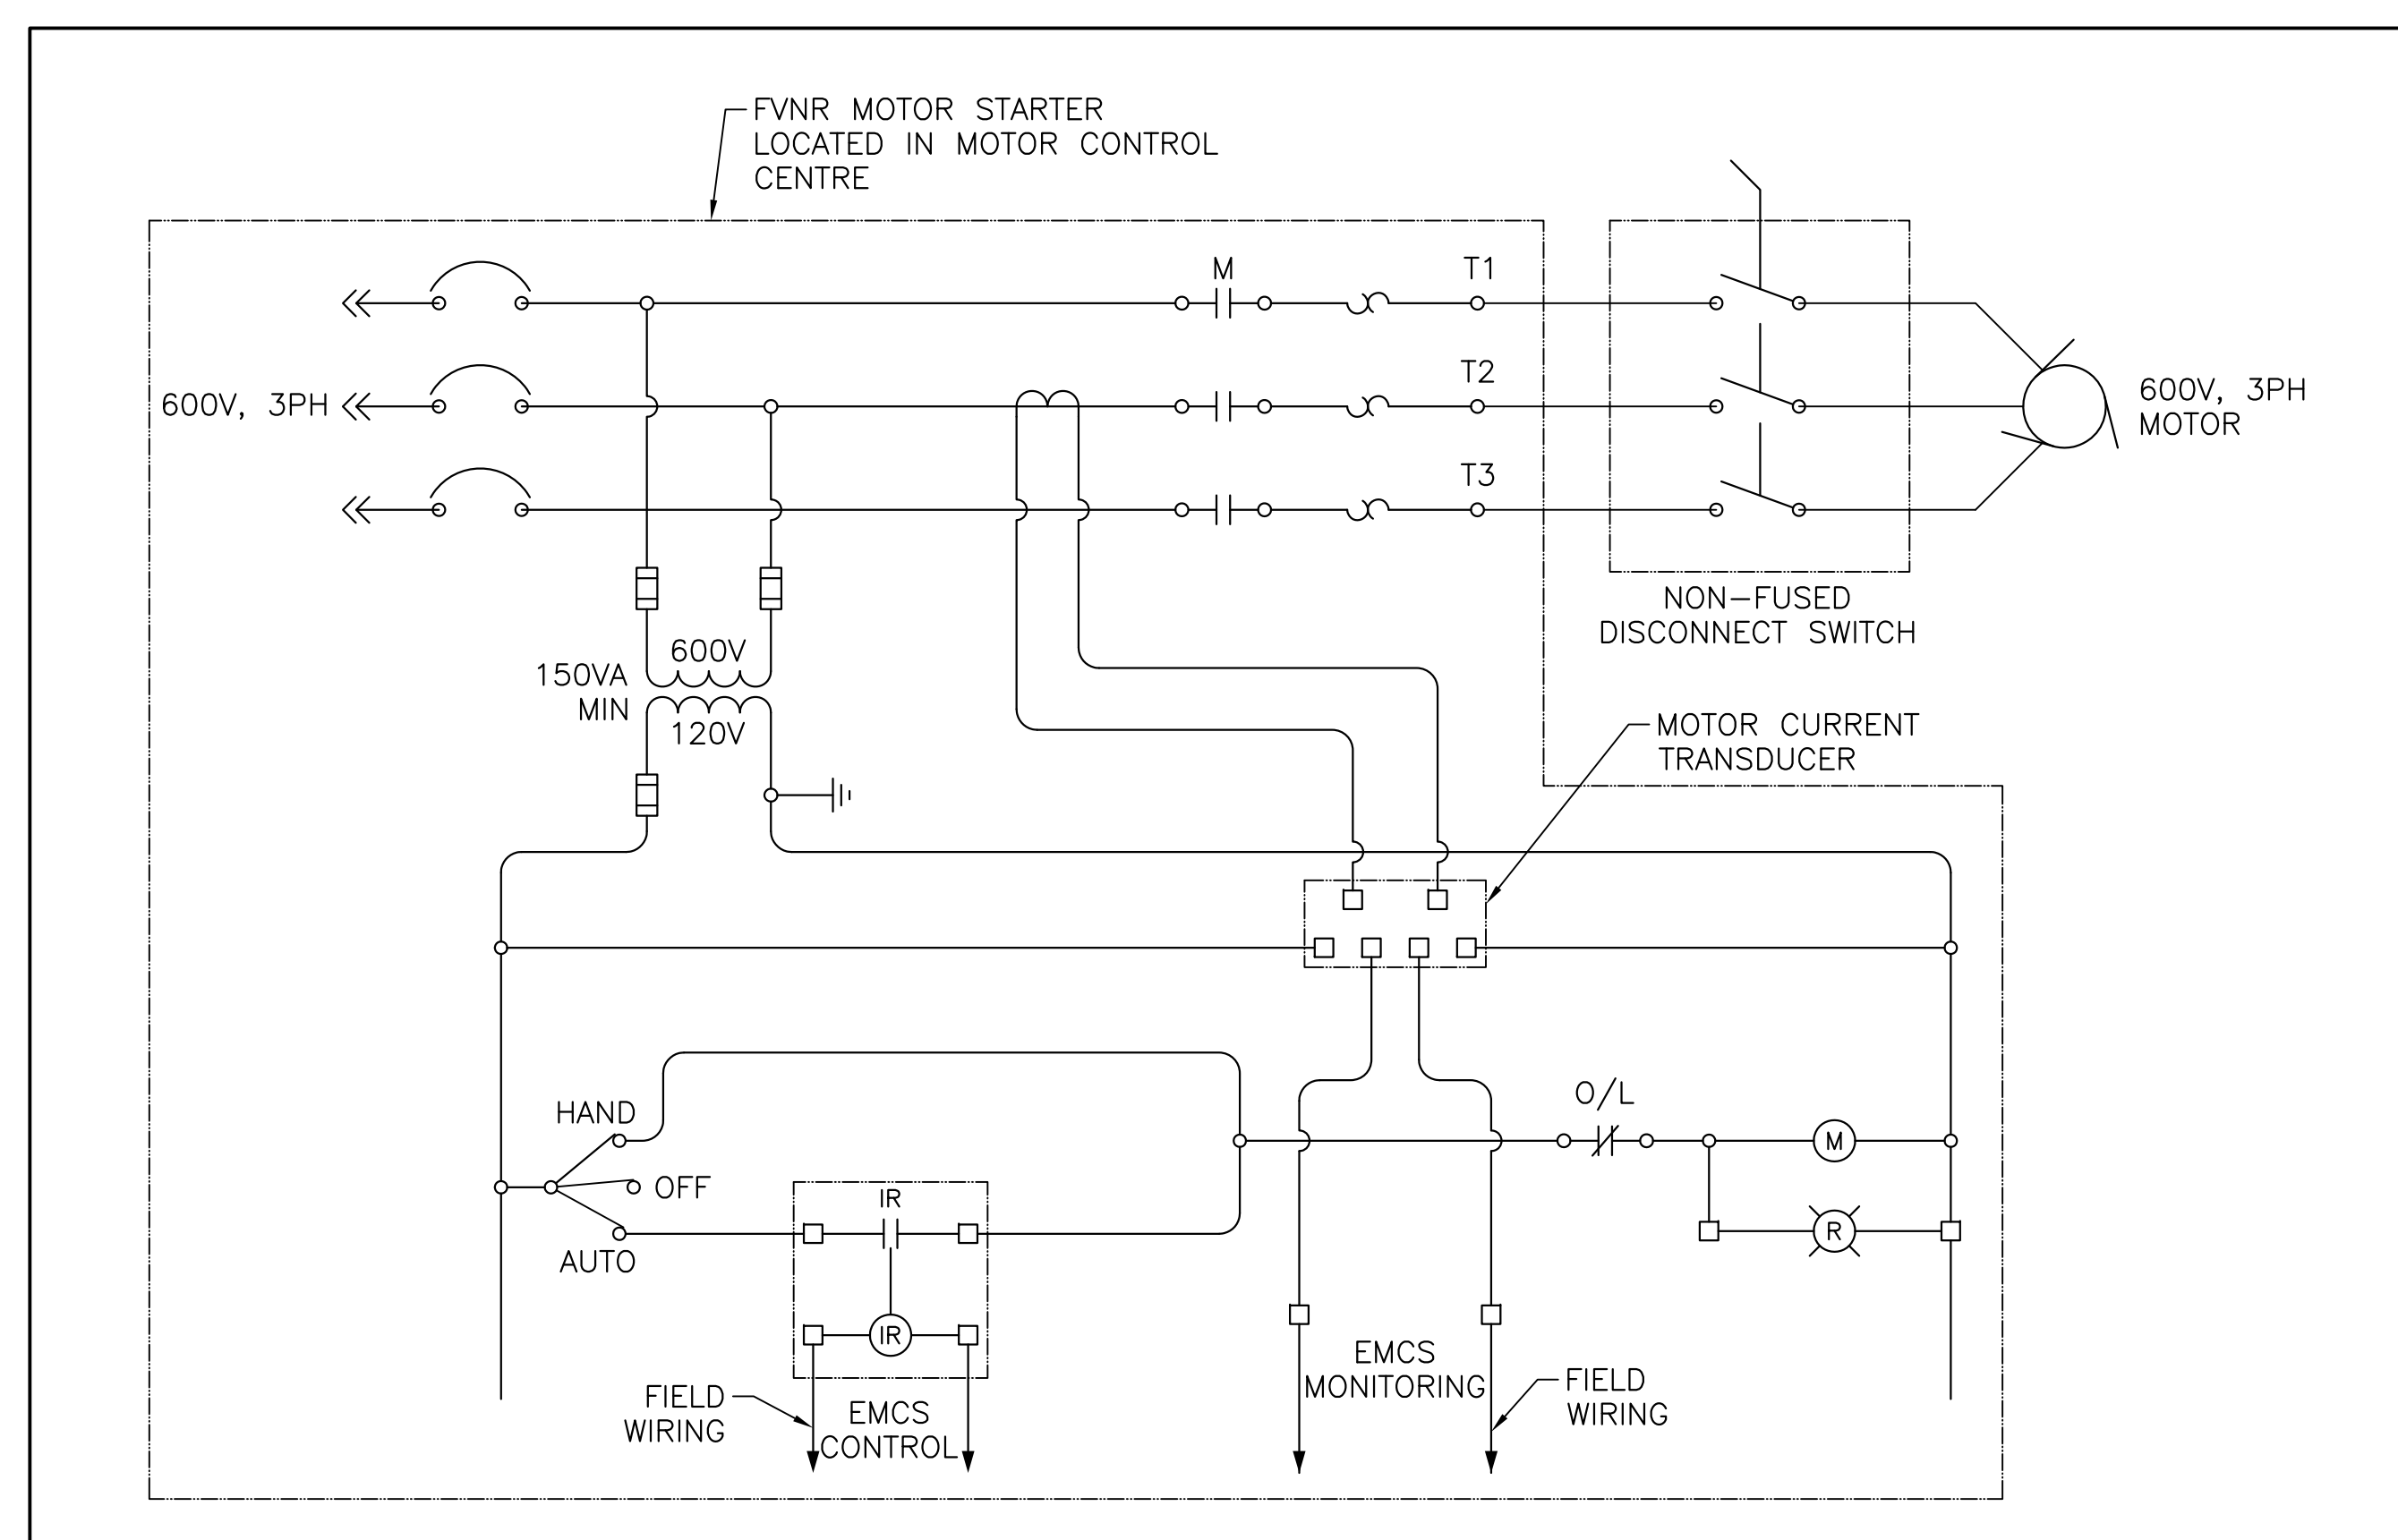 FVNR MOTOR STARTER
LOCATED IN MOTOR CONTROL
CENTRE
M
T1
600V, 3PH
T2
600V, 3PH
MOTOR
T3
NON-FUSED
DISCONNECT SWITCH
150VA
MIN
600V
120V
MOTOR CURRENT
TRANSDUCER
HAND
OFF
AUTO
IR
IR
O/L
M
R
FIELD
WIRING
EMCS
CONTROL
EMCS
MONITORING
FIELD
WIRING